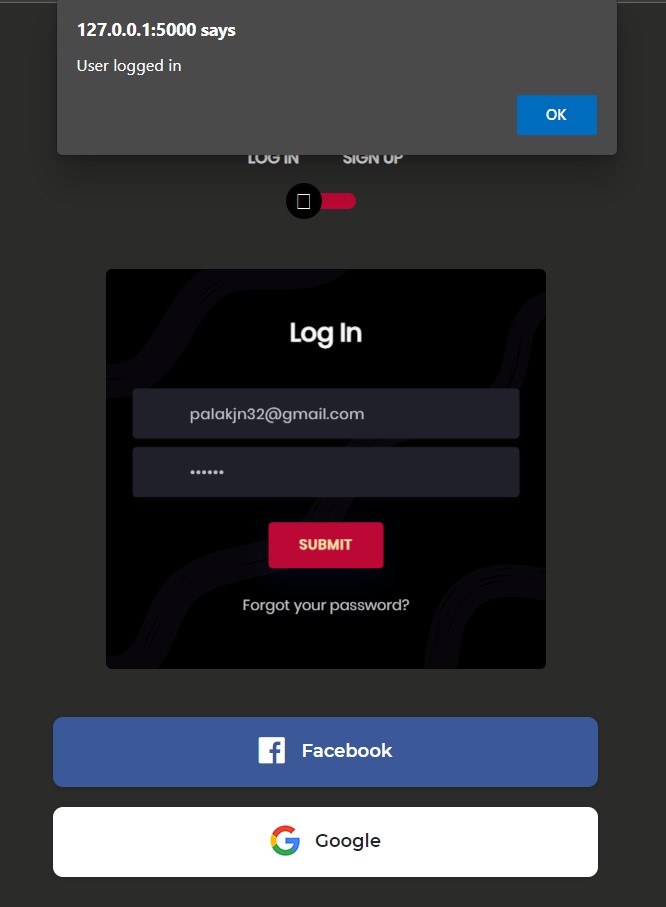 127.0.0.1:5000 says
User logged in
OK
LOG IN SIGN UP
Log In
palakjn32@gmail.com
••••••
SUBMIT
Forgot your password?
Facebook
Google